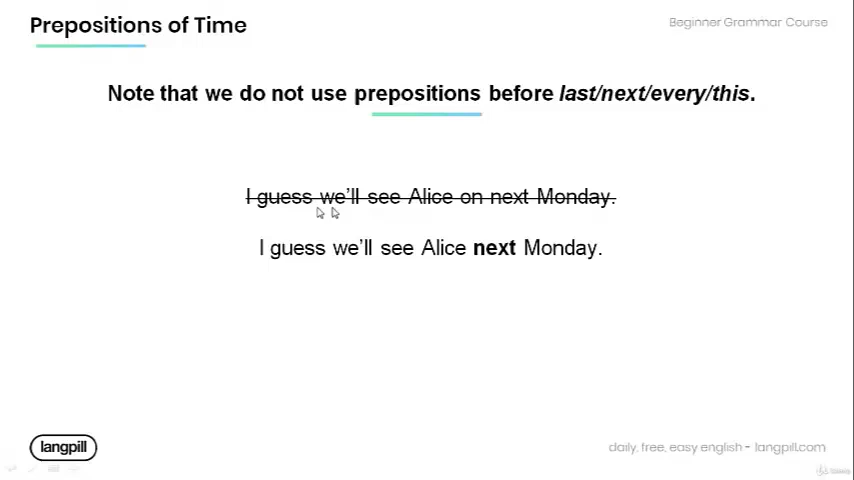 Prepositions of Time
Beginner Grammar Course
Note that we do not use prepositions before last/next/every/this.
I guess we'll see Alice on next Monday.
I guess we'll see Alice next Monday.
langpill
daily, free, easy english - langpill.com